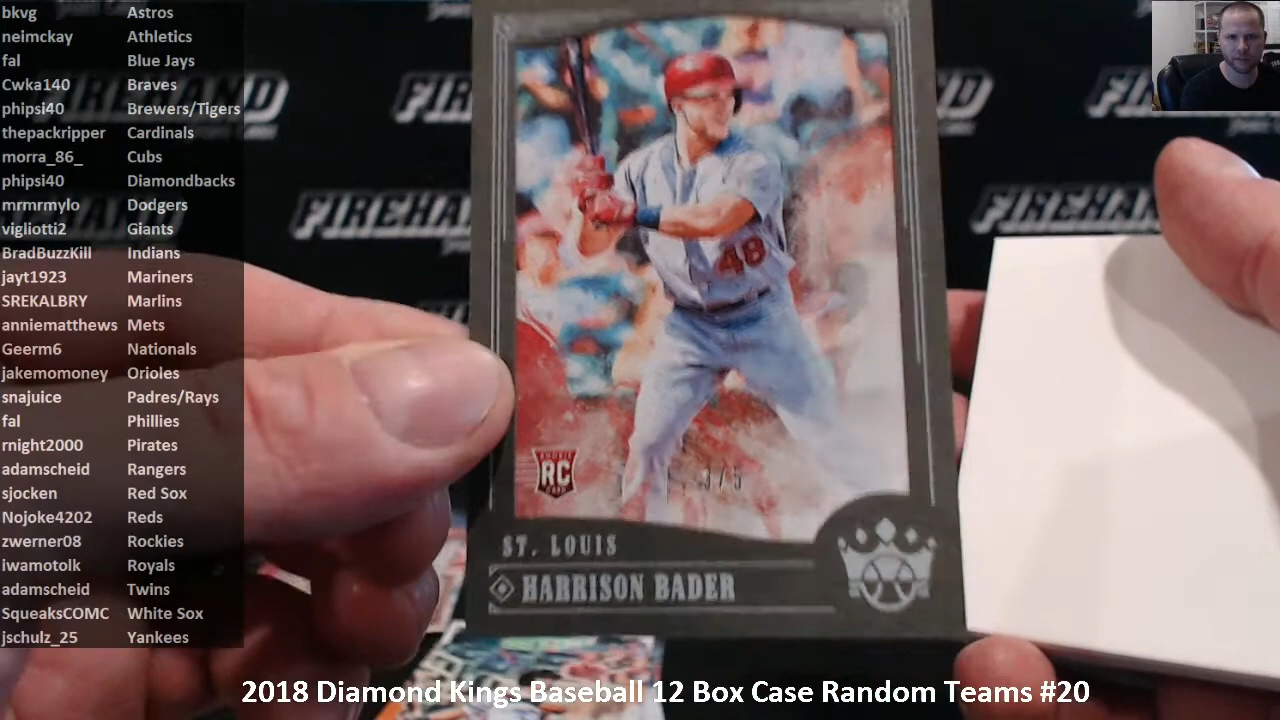 bkvg Astros
neimckay Athletics
fal Blue Jays
Cwka140 Braves
phipsi40 Brewers/Tigers
thepackripper Cardinals
morra_86_ Cubs
phipsi40 Diamondbacks
mrmrmylo Dodgers
vigliotti2 Giants
BradBuzzKill Indians
jayt1923 Mariners
SREKALBRY Marlins
anniematthews Mets
Geerm6 Nationals
jakemomoney Orioles
snajuice Padres/Rays
fal Phillies
rnight2000 Pirates
adamscheid Rangers
sjocken Red Sox
Nojoke4202 Reds
zwerner08 Rockies
iwamotolk Royals
adamscheid Twins
SqueaksCOMC White Sox
jschulz_25 Yankees
FIREHAND
48
RC
3/5
ST. LOUIS
HARRISON BADER
2018 Diamond Kings Baseball 12 Box Case Random Teams #20